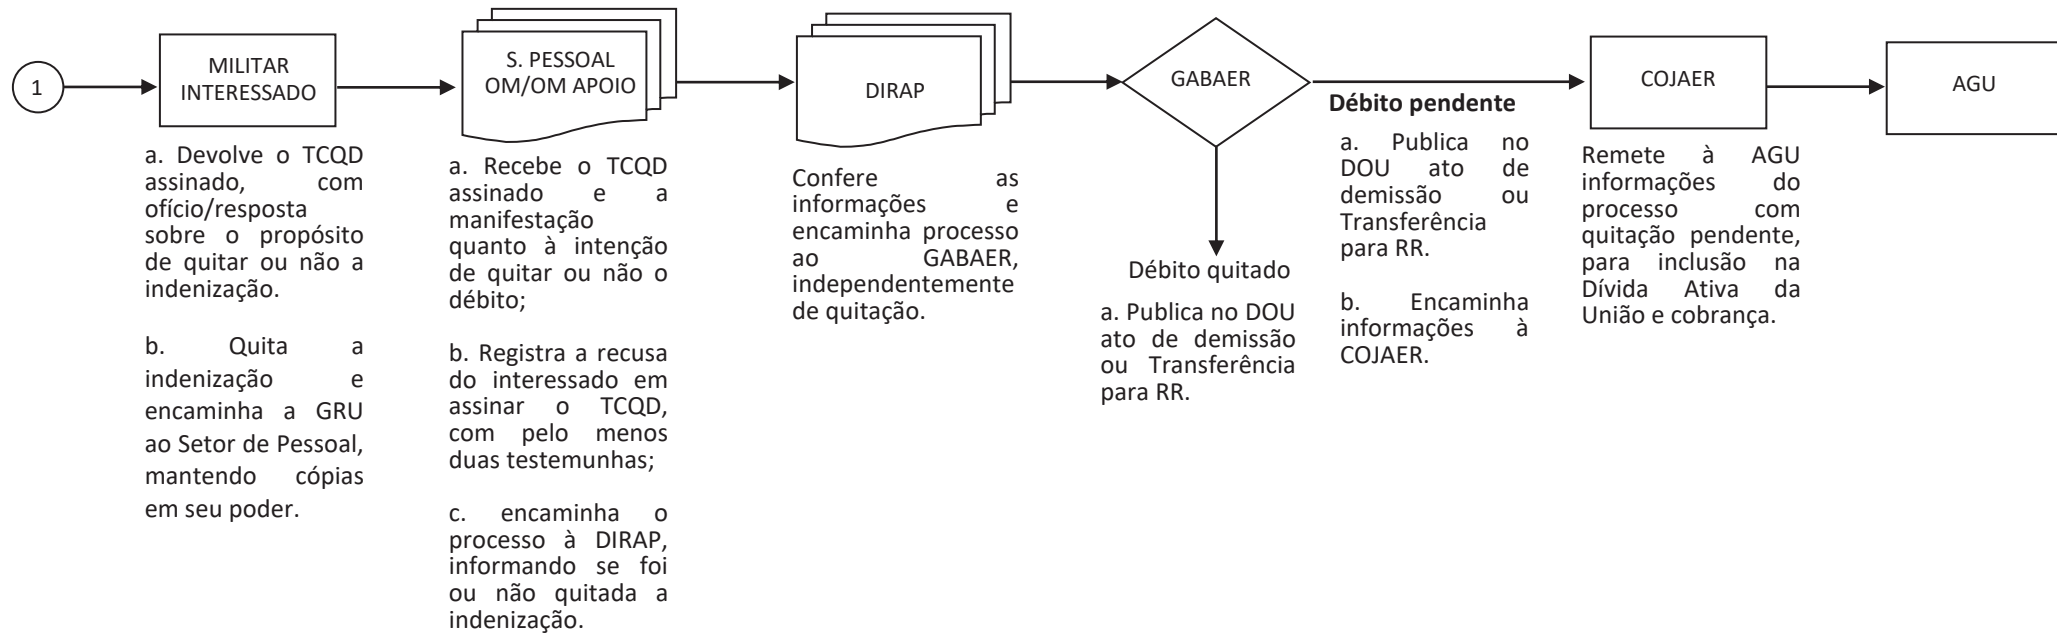 1
MILITAR
INTERESSADO
a. Devolve o TCQD
assinado, com
ofício/resposta
sobre o propósito
de quitar ou não a
indenização.
b. Quita a
indenização e
encaminha a GRU
ao Setor de Pessoal,
mantendo cópias
em seu poder.
S. PESSOAL
OM/OM APOIO
a. Recebe o TCQD
assinado e a
manifestação
quanto à intenção
de quitar ou não o
débito;
b. Registra a recusa
do interessado em
assinar o TCQD,
com pelo menos
duas testemunhas;
c. encaminha o
processo à DIRAP,
informando se foi
ou não quitada a
indenização.
DIRAP
Confere as
informações e
encaminha processo
ao GABAER,
independentemente
de quitação.
GABAER
Débito quitado
a. Publica no DOU
ato de demissão
ou Transferência
para RR.
Débito pendente
a. Publica no
DOU ato de
demissão ou
Transferência
para RR.
b. Encaminha
informações à
COJAER.
COJAER
Remete à AGU
informações do
processo com
quitação pendente,
para inclusão na
Dívida Ativa da
União e cobrança.
AGU